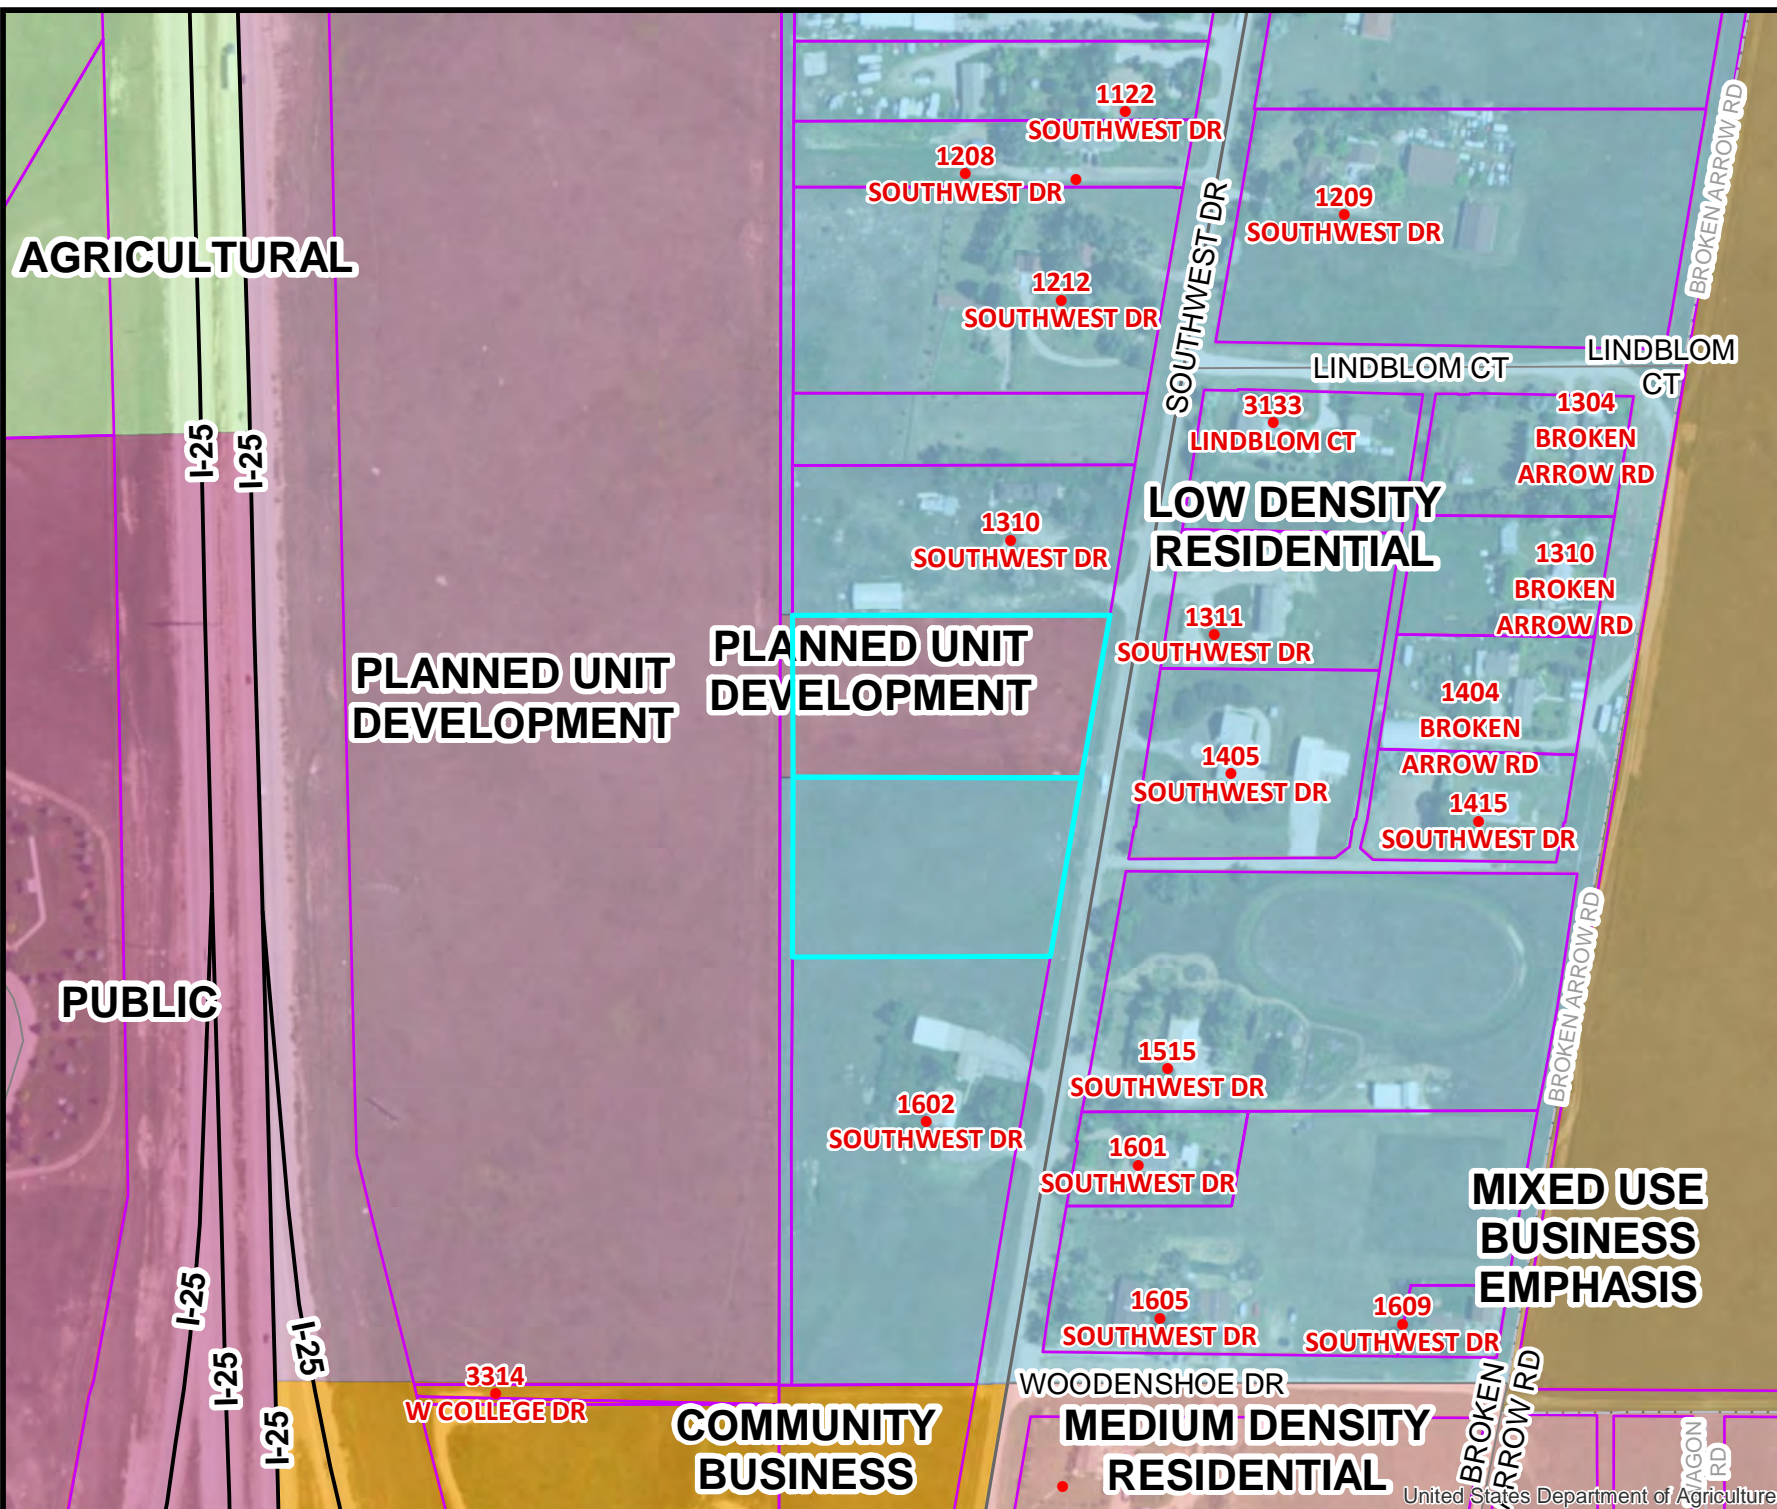 1122
SOUTHWEST DR
1208
SOUTHWEST DR
1209
SOUTHWEST DR
1212
SOUTHWEST DR
AGRICULTURAL
SOUTHWEST DR
BROKEN ARROW RD
LINDBLOM CT
LINDBLOM
CT
3133
LINDBLOM CT
1304
BROKEN
ARROW RD
I-25
I-25
LOW DENSITY
RESIDENTIAL
1310
SOUTHWEST DR
1310
BROKEN
ARROW RD
1311
SOUTHWEST DR
PLANNED UNIT
DEVELOPMENT
PLANNED UNIT
DEVELOPMENT
1404
BROKEN
ARROW RD
1405
SOUTHWEST DR
1415
SOUTHWEST DR
PUBLIC
BROKEN ARROW RD
1515
SOUTHWEST DR
1602
SOUTHWEST DR
1601
SOUTHWEST DR
MIXED USE
BUSINESS
EMPHASIS
I-25
I-25
I-25
I-25
1605
SOUTHWEST DR
1609
SOUTHWEST DR
3314
W COLLEGE DR
WOODENSHOE DR
BROKEN
ARROW RD
COMMUNITY
BUSINESS
MEDIUM DENSITY
RESIDENTIAL
RD
United States Department of Agriculture